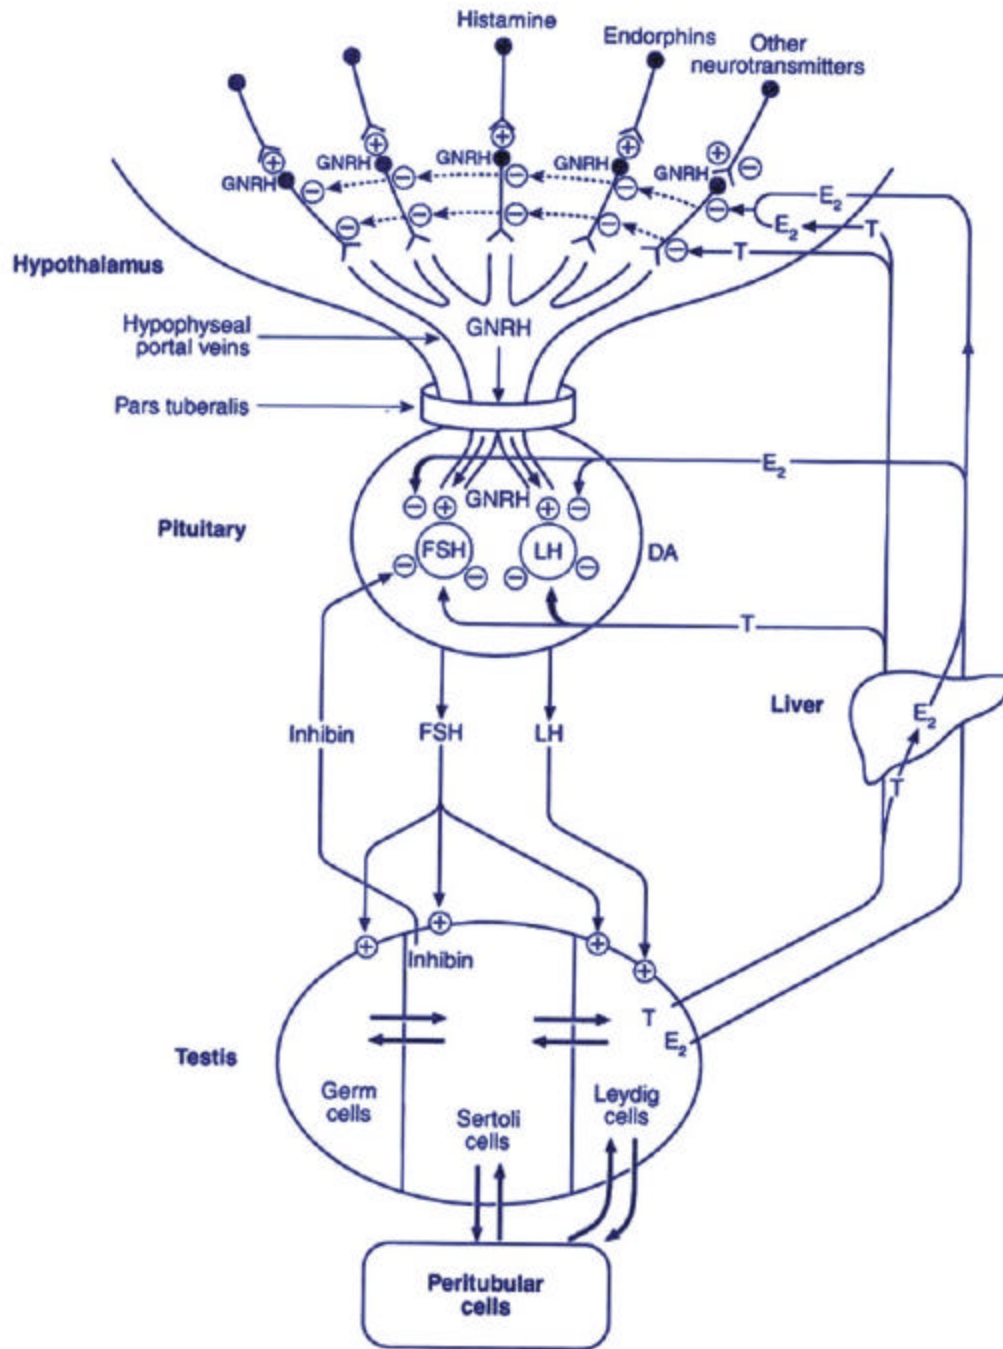 Histamine
Endorphins
Other
neurotransmitters
+
+
+
+
+
−
GNRH
GNRH
GNRH
GNRH
GNRH
−
−
−
−
−
−
−
−
−
−
E₂
E₂
T
T
Hypothalamus
Hypophyseal
portal veins
GNRH
Pars tuberalis
E₂
Pituitary
−
+
GNRH
+
−
FSH
LH
DA
−
−
−
−
T
Liver
E₂
T
Inhibin
FSH
LH
+
+
+
+
Inhibin
T
E₂
Testis
Germ
cells
Sertoli
cells
Leydig
cells
Peritubular
cells